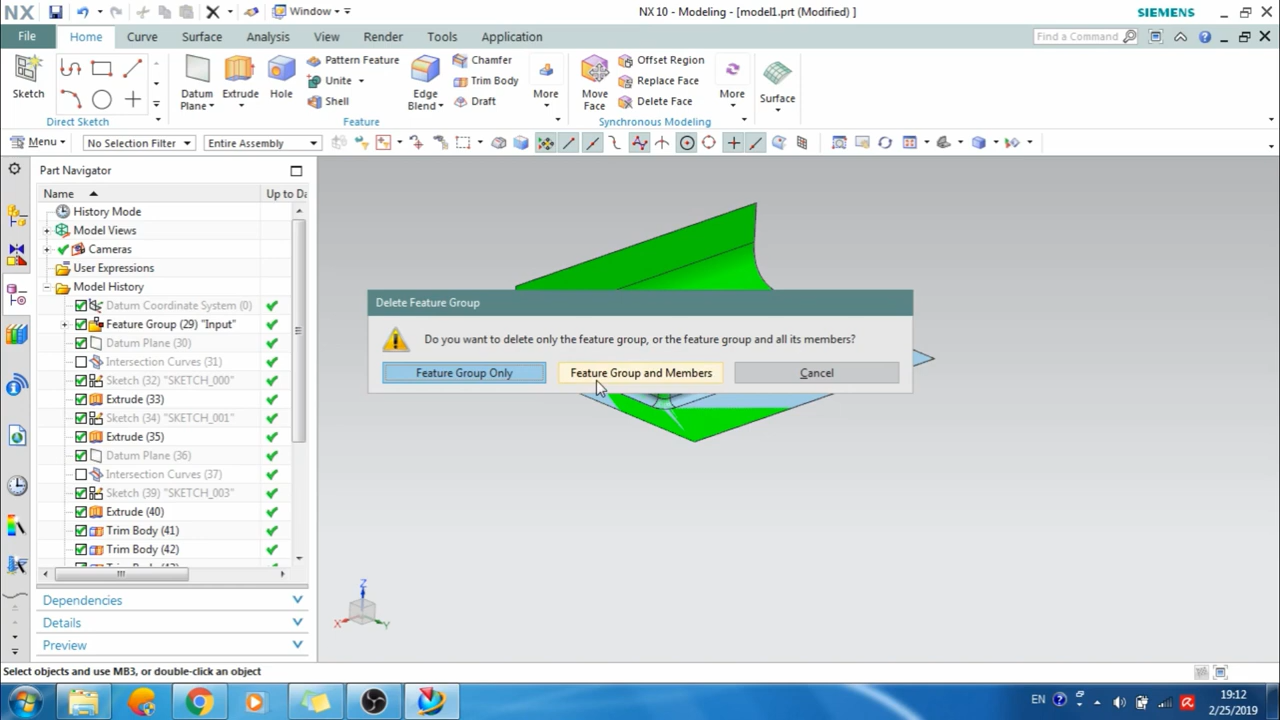 NX
Window
NX 10 - Modeling - [model1.prt (Modified) ]
SIEMENS
File
Home
Curve
Surface
Analysis
View
Render
Tools
Application
Find a Command
Sketch
Direct Sketch
Datum
Plane
Extrude
Hole
Pattern Feature
Unite
Shell
Edge
Blend
Chamfer
Trim Body
Draft
More
Feature
Move
Face
Offset Region
Replace Face
Delete Face
More
Synchronous Modeling
Surface
Menu
No Selection Filter
Entire Assembly
Part Navigator
Name
Up to Da
History Mode
Model Views
Cameras
User Expressions
Model History
Datum Coordinate System (0)
Feature Group (29) "Input"
Datum Plane (30)
Intersection Curves (31)
Sketch (32) "SKETCH_000"
Extrude (33)
Sketch (34) "SKETCH_001"
Extrude (35)
Datum Plane (36)
Intersection Curves (37)
Sketch (39) "SKETCH_003"
Extrude (40)
Trim Body (41)
Trim Body (42)
Dependencies
Details
Preview
Delete Feature Group
Do you want to delete only the feature group, or the feature group and all its members?
Feature Group Only
Feature Group and Members
Cancel
Z
X
Y
Select objects and use MB3, or double-click an object
EN
19:12
2/25/2019